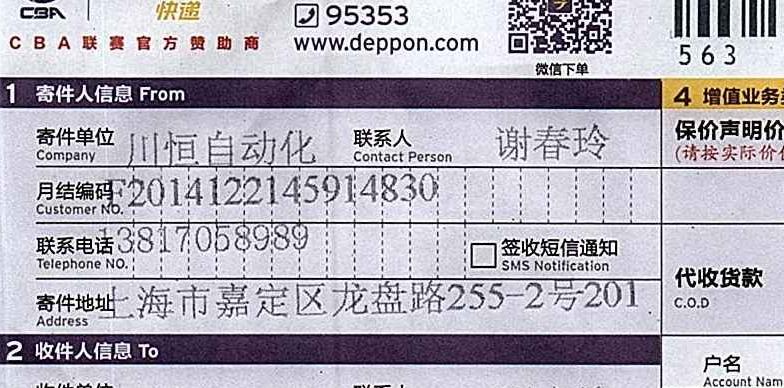 CBA 快递 95353
563
CBA联赛官方赞助商 www.deppon.com
微信下单
1 寄件人信息 From
4 增值业务
寄件单位 川恒自动化 联系人 谢春玲
Company Contact Person
保价声明价
(请按实际价
月结编码 F20141221459 14830
Customer NO.
联系电话 13817058989 签收短信通知
Telephone NO. SMS Notification
代收货款
C.O.D
寄件地址 上海市嘉定区龙盘路255-2号201
Address
2 收件人信息 To
户名
Account Nam